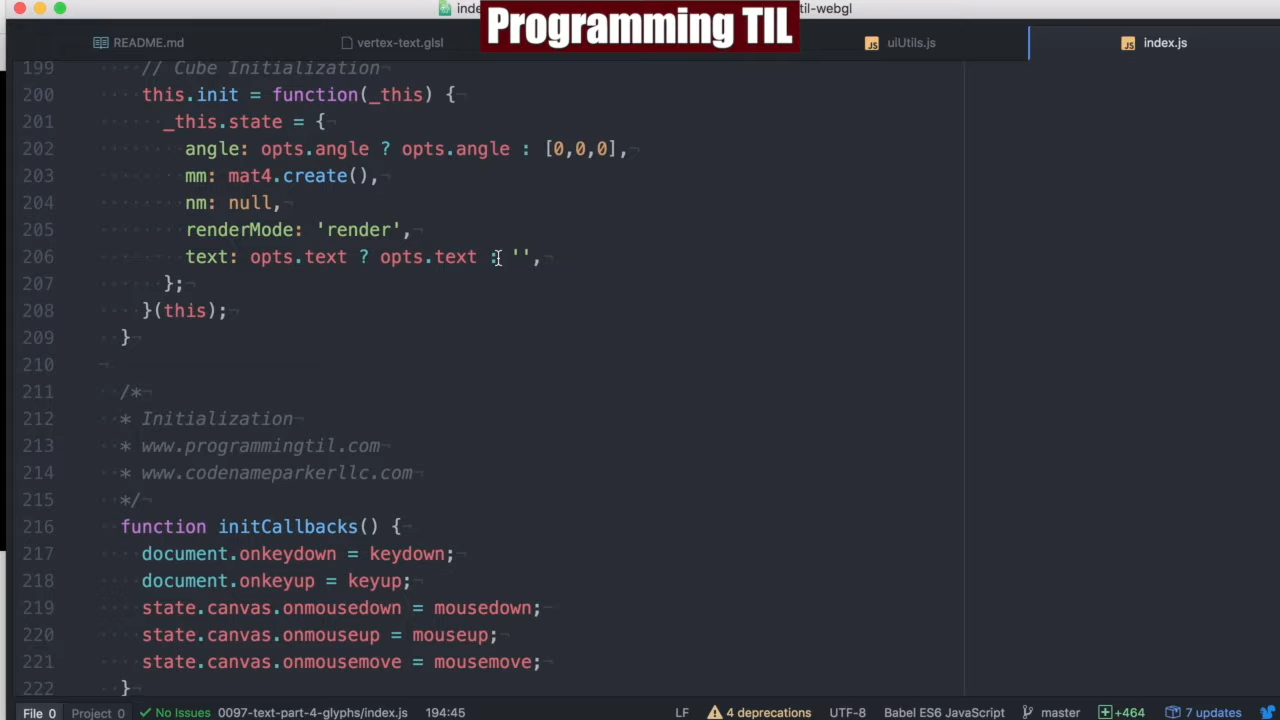 inde
Programming TIL
til-webgl
README.md
vertex-text.glsl
uiUtils.js
index.js
199 // Cube Initialization
200 this.init = function(_this) {
201 _this.state = {
202 angle: opts.angle ? opts.angle : [0,0,0],
203 mm: mat4.create(),
204 nm: null,
205 renderMode: 'render',
206 text: opts.text ? opts.text : '',
207 };
208 }(this);
209 }
210
211 /*
212 * Initialization
213 * www.programmingtil.com
214 * www.codenameparkerllc.com
215 */
216 function initCallbacks() {
217 document.onkeydown = keydown;
218 document.onkeyup = keyup;
219 state.canvas.onmousedown = mousedown;
220 state.canvas.onmouseup = mouseup;
221 state.canvas.onmousemove = mousemove;
222 }
File 0 Project 0 No Issues 0097-text-part-4-glyphs/index.js 194:45 LF 4 deprecations UTF-8 Babel ES6 JavaScript master +464 7 updates